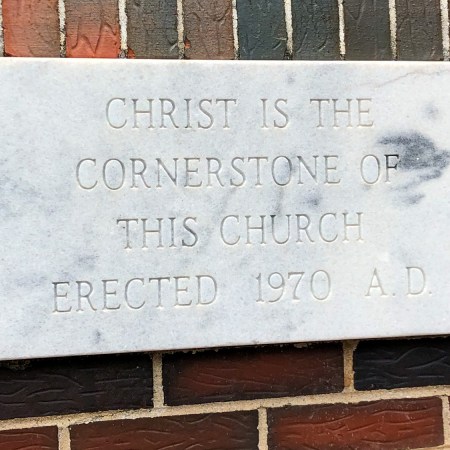 CHRIST IS THE
CORNERSTONE OF
THIS CHURCH
ERECTED 1970 A.D.